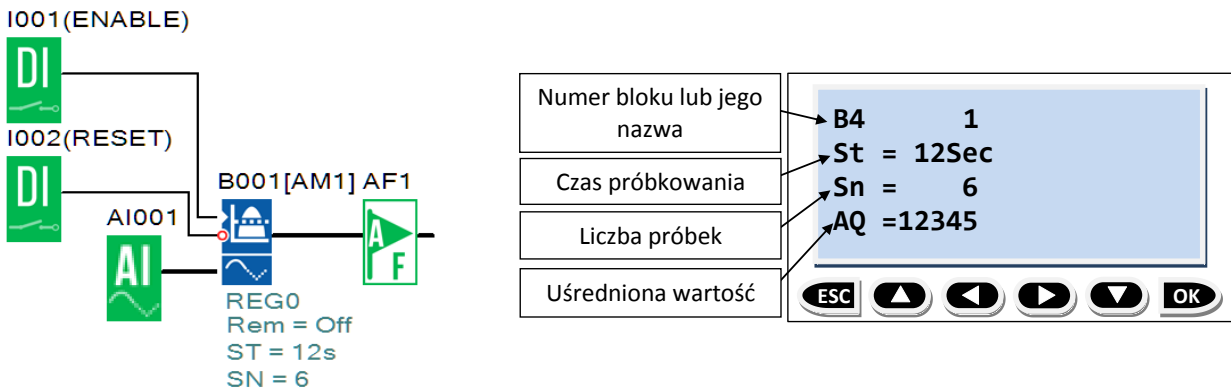 I001(ENABLE)
DI
I002(RESET)
DI
AI001
AI
B001[AM1]
AF1
A
F
REG0
Rem = Off
ST = 12s
SN = 6
Numer bloku lub jego
nazwa
Czas próbkowania
Liczba próbek
Uśredniona wartość
B4 1
St = 12Sec
Sn = 6
AQ =12345
ESC
OK